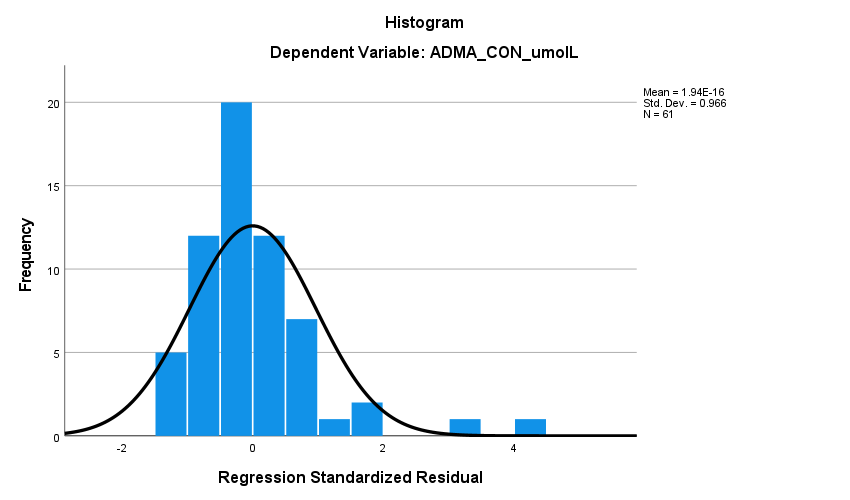 Histogram
Dependent Variable: ADMA_CON_umolL
Mean = 1.94E-16
Std. Dev. = 0.966
N = 61
Frequency
20
15
10
5
0
-2
0
2
4
Regression Standardized Residual